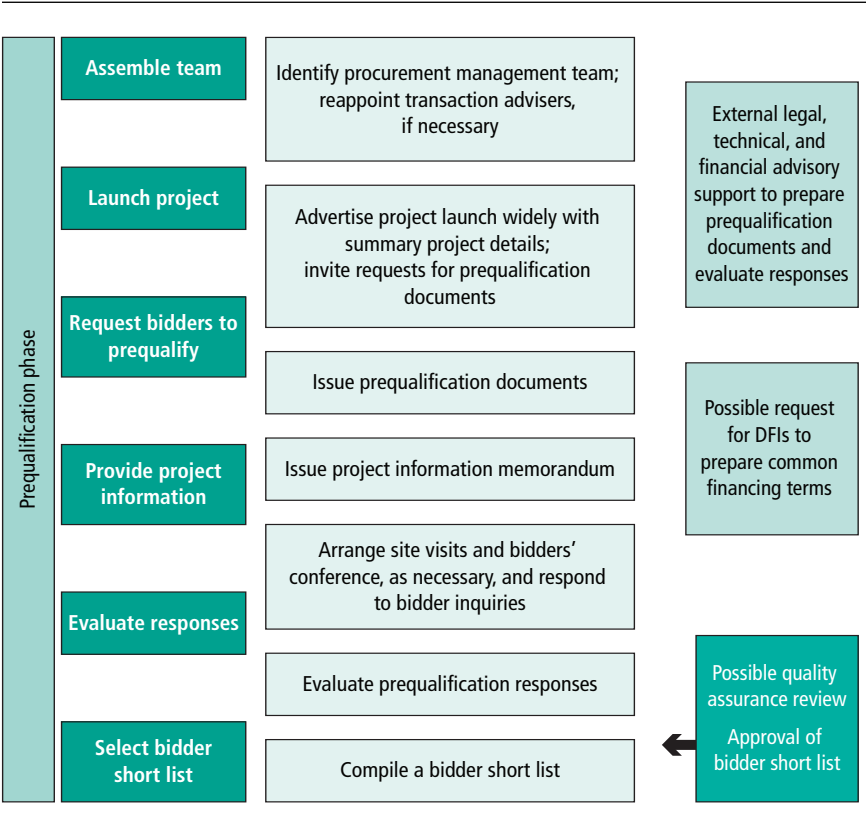 Prequalification phase
Assemble team
Launch project
Request bidders to
prequalify
Provide project
information
Evaluate responses
Select bidder
short list
Identify procurement management team;
reappoint transaction advisers,
if necessary
Advertise project launch widely with
summary project details;
invite requests for prequalification
documents
Issue prequalification documents
Issue project information memorandum
Arrange site visits and bidders’
conference, as necessary, and respond
to bidder inquiries
Evaluate prequalification responses
Compile a bidder short list
External legal,
technical, and
financial advisory
support to prepare
prequalification
documents and
evaluate responses
Possible request
for DFIs to
prepare common
financing terms
Possible quality
assurance review
Approval of
bidder short list